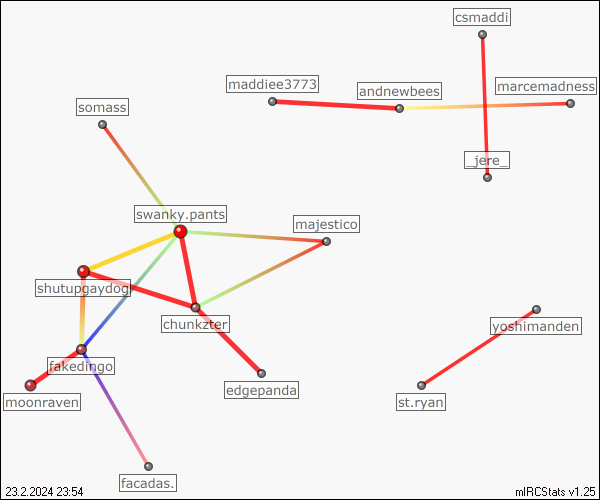 csmaddi
maddiee3773
andnewbees
marcemadness
somass
_jere_
swanky.pants
majestico
shutupgaydog
chunkzter
yoshimanden
fakedingo
edgepanda
moonraven
st.ryan
facadas.
23.2.2024 23:54
mIRCStats v1.25